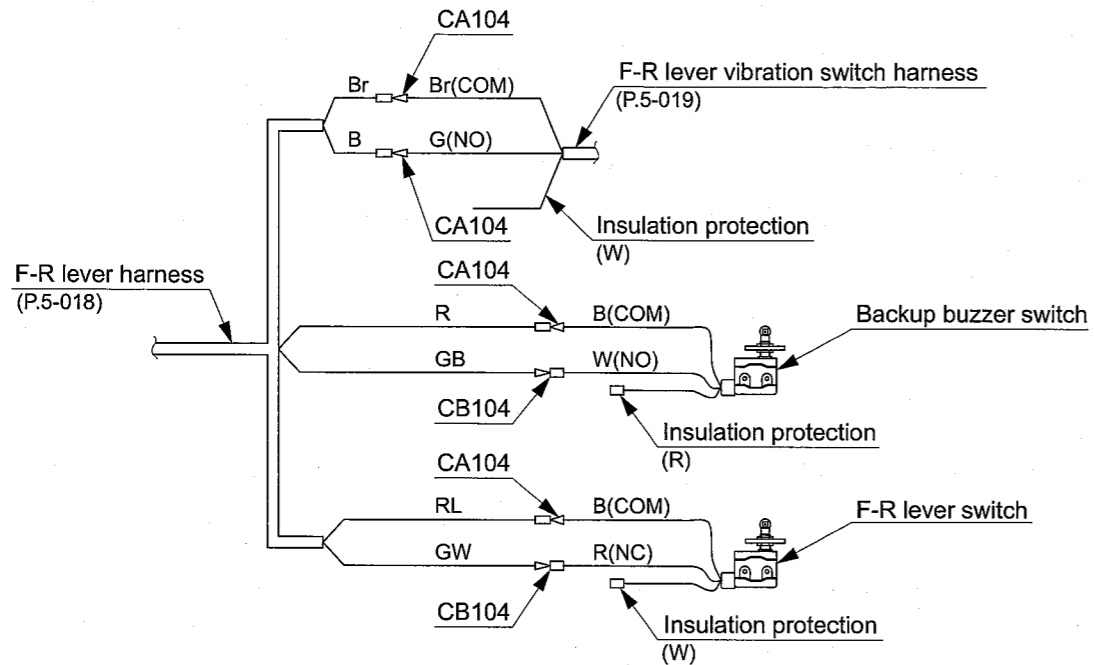 CA104
F-R lever vibration switch harness
(P.5-019)
Br
Br(COM)
B
G(NO)
CA104
Insulation protection
(W)
F-R lever harness
(P.5-018)
CA104
R
B(COM)
Backup buzzer switch
GB
W(NO)
CB104
Insulation protection
(R)
CA104
RL
B(COM)
F-R lever switch
GW
R(NC)
CB104
Insulation protection
(W)